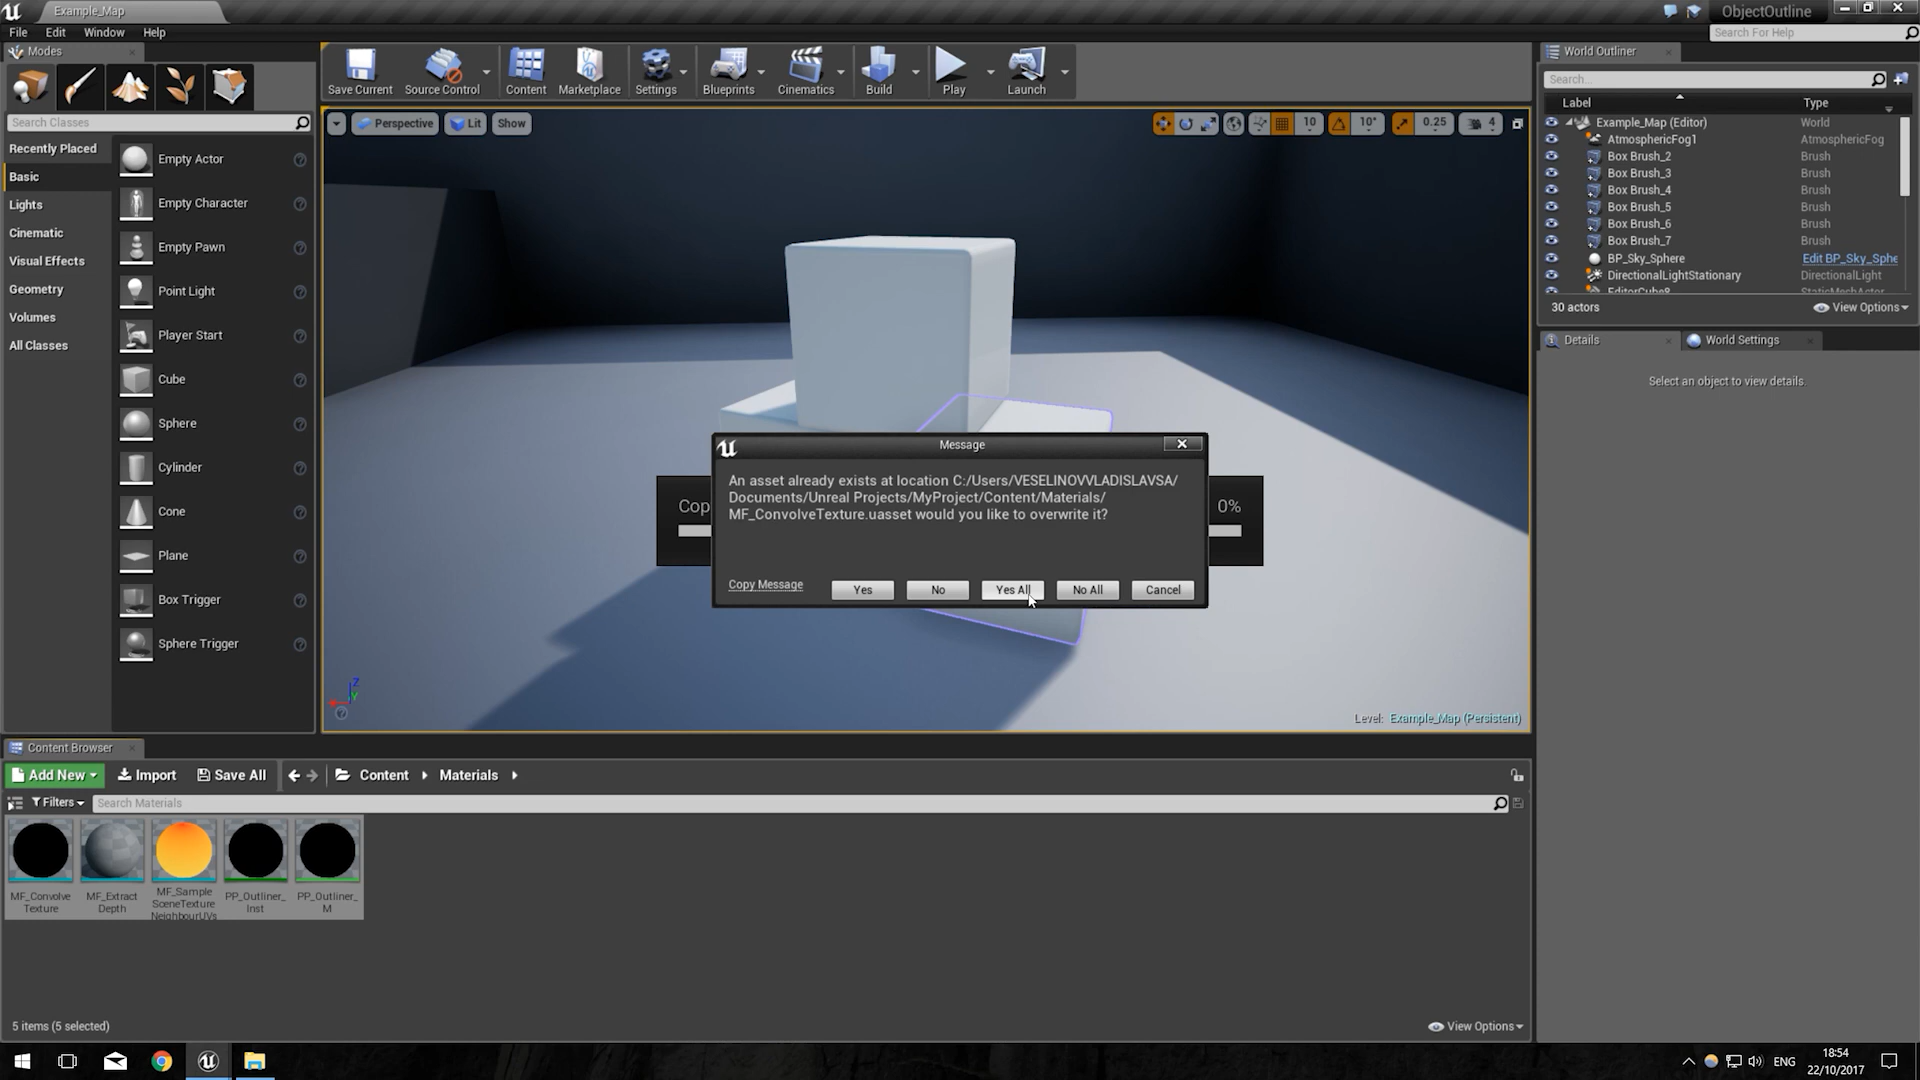 Example_Map
ObjectOutline
File Edit Window Help
Search For Help
Modes
Search Classes
Recently Placed
Basic
Lights
Cinematic
Visual Effects
Geometry
Volumes
All Classes
Empty Actor
Empty Character
Empty Pawn
Point Light
Player Start
Cube
Sphere
Cylinder
Cone
Plane
Box Trigger
Sphere Trigger
Save Current
Source Control
Content
Marketplace
Settings
Blueprints
Cinematics
Build
Play
Launch
Perspective Lit Show
10 10° 0.25 4
Message
An asset already exists at location C:/Users/VESELINOVVLADISLAVSA/
Documents/Unreal Projects/MyProject/Content/Materials/
MF_ConvolveTexture.uasset would you like to overwrite it?
Copy Message Yes No Yes All No All Cancel
Cop 0%
Z
Y
Level: Example_Map (Persistent)
World Outliner
Search...
Label Type
Example_Map (Editor) World
AtmosphericFog1 AtmosphericFog
Box Brush_2 Brush
Box Brush_3 Brush
Box Brush_4 Brush
Box Brush_5 Brush
Box Brush_6 Brush
Box Brush_7 Brush
BP_Sky_Sphere Edit BP_Sky_Sphe
DirectionalLightStationary DirectionalLight
EditorCube8 StaticMeshActor
30 actors View Options
Details World Settings
Select an object to view details.
Content Browser
Add New Import Save All Content Materials
Filters Search Materials
MF_Convolve
Texture
MF_Extract
Depth
MF_Sample
SceneTexture
NeighbourUVs
PP_Outliner_
Inst
PP_Outliner_
M
5 items (5 selected) View Options
ENG
18:54
22/10/2017